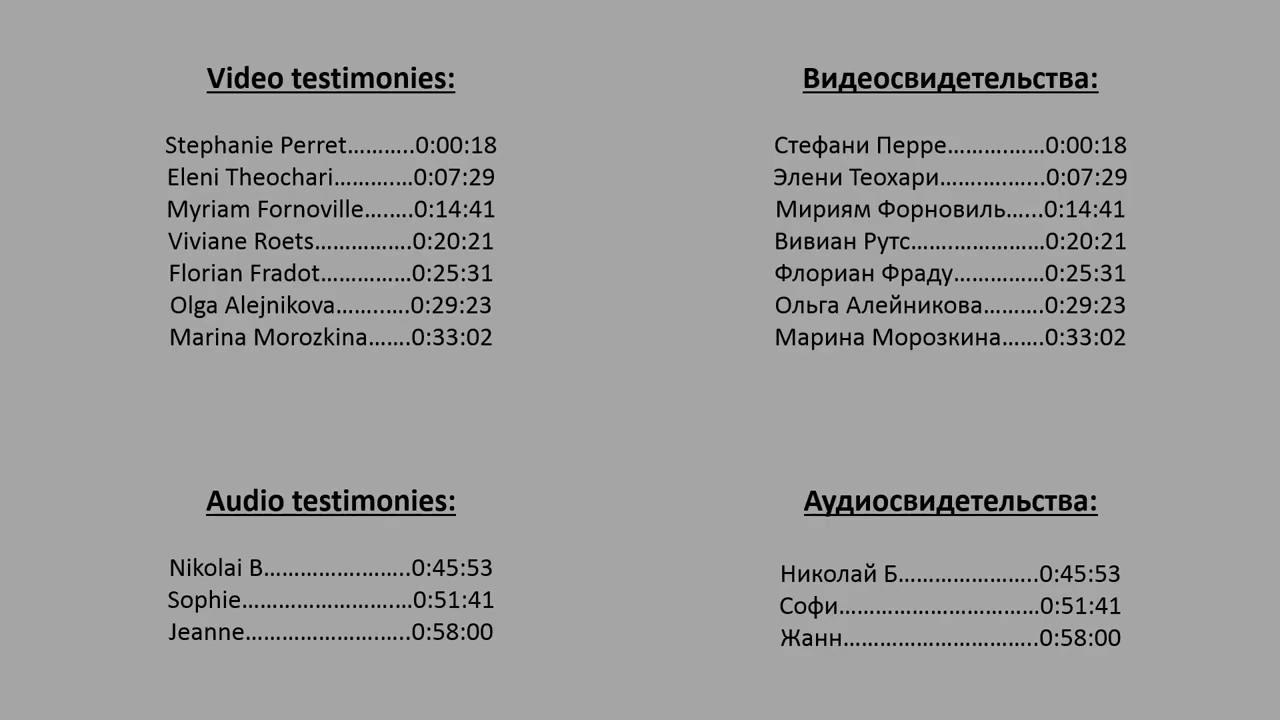 Video testimonies:
Stephanie Perret………..0:00:18
Eleni Theochari……….…0:07:29
Myriam Fornoville….….0:14:41
Viviane Roets…………….0:20:21
Florian Fradot……………0:25:31
Olga Alejnikova……..….0:29:23
Marina Morozkina…….0:33:02
Видеосвидетельства:
Стефани Перре……….……0:00:18
Элени Теохари…….….…...0:07:29
Мириям Форновиль…...0:14:41
Вивиан Рутс………………….0:20:21
Флориан Фраду……………0:25:31
Ольга Алейникова……….0:29:23
Марина Морозкина…….0:33:02
Audio testimonies:
Nikolai B…………….……..0:45:53
Sophie…………………….…0:51:41
Jeanne………………….…..0:58:00
Аудиосвидетельства:
Николай Б…………………..0:45:53
Софи……………………………0:51:41
Жанн…………………………..0:58:00